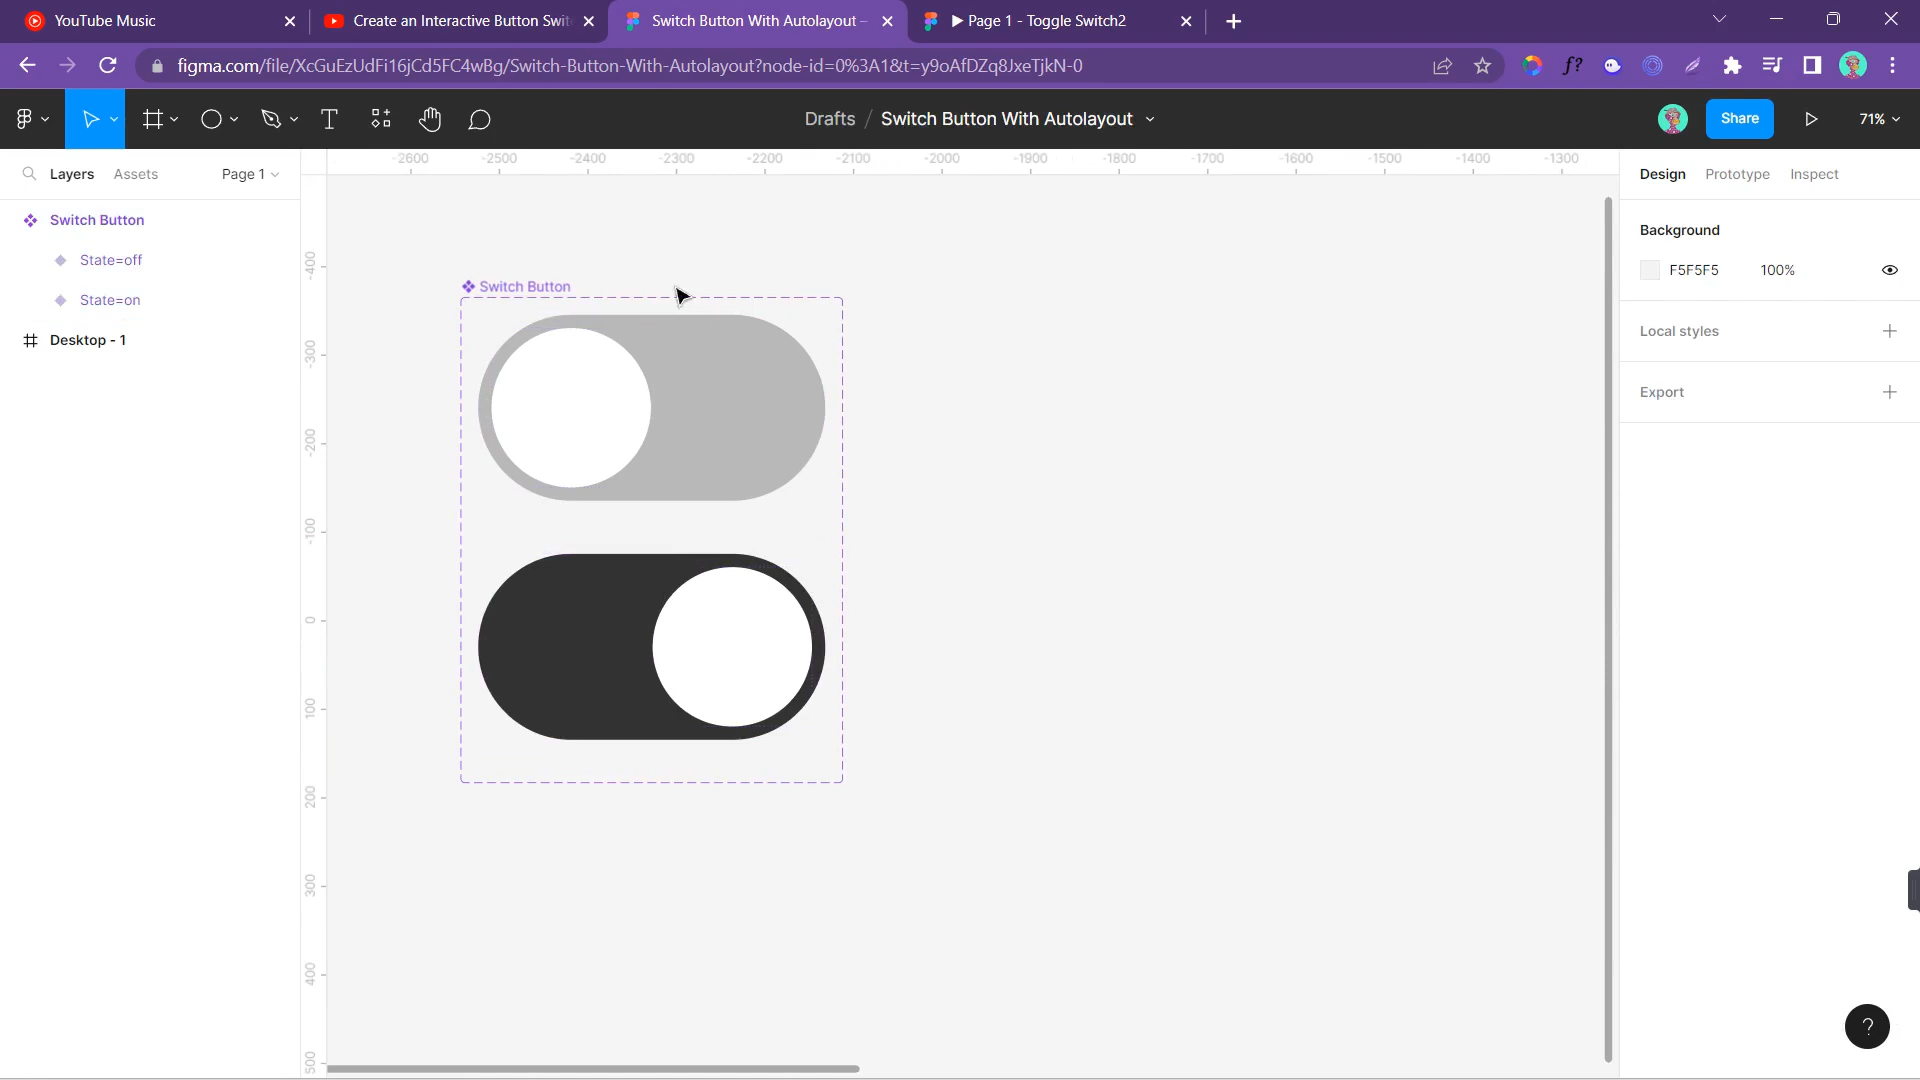 YouTube Music
Create an Interactive Button Swit
Switch Button With Autolayout –
Page 1 - Toggle Switch2
figma.com/file/XcGuEzUdFi16jCd5FC4wBg/Switch-Button-With-Autolayout?node-id=0%3A1&t=y9oAfDZq8JxeTjkN-0
f?
T
Drafts / Switch Button With Autolayout
Share
71%
Layers
Assets
Page 1
Switch Button
State=off
State=on
Desktop - 1
-2600 -2500 -2400 -2300 -2200 -2100 -2000 -1900 -1800 -1700 -1600 -1500 -1400 -1300
-400
-300
-200
-100
0
100
200
300
400
500
Switch Button
Design
Prototype
Inspect
Background
F5F5F5 100%
Local styles
Export
?